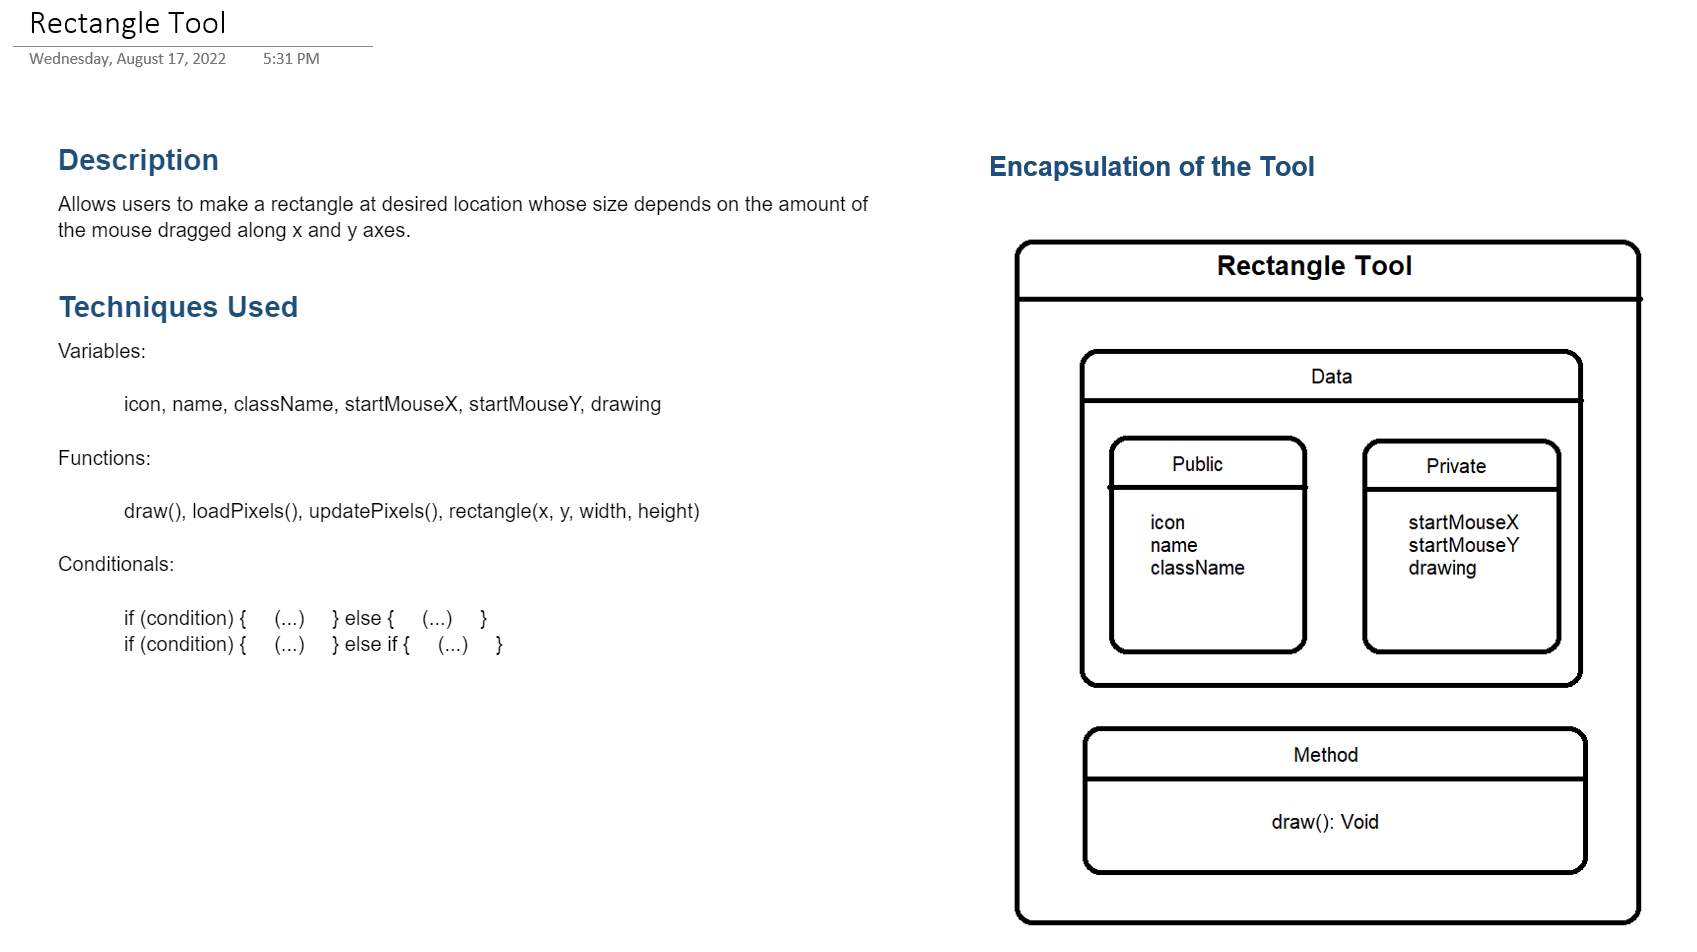 Rectangle Tool
Wednesday, August 17, 2022 5:31 PM
Description
Allows users to make a rectangle at desired location whose size depends on the amount of
the mouse dragged along x and y axes.
Techniques Used
Variables:
icon, name, className, startMouseX, startMouseY, drawing
Functions:
draw(), loadPixels(), updatePixels(), rectangle(x, y, width, height)
Conditionals:
if (condition) { (...) } else { (...) }
if (condition) { (...) } else if { (...) }
Encapsulation of the Tool
Rectangle Tool
Data
Public
icon
name
className
Private
startMouseX
startMouseY
drawing
Method
draw(): Void